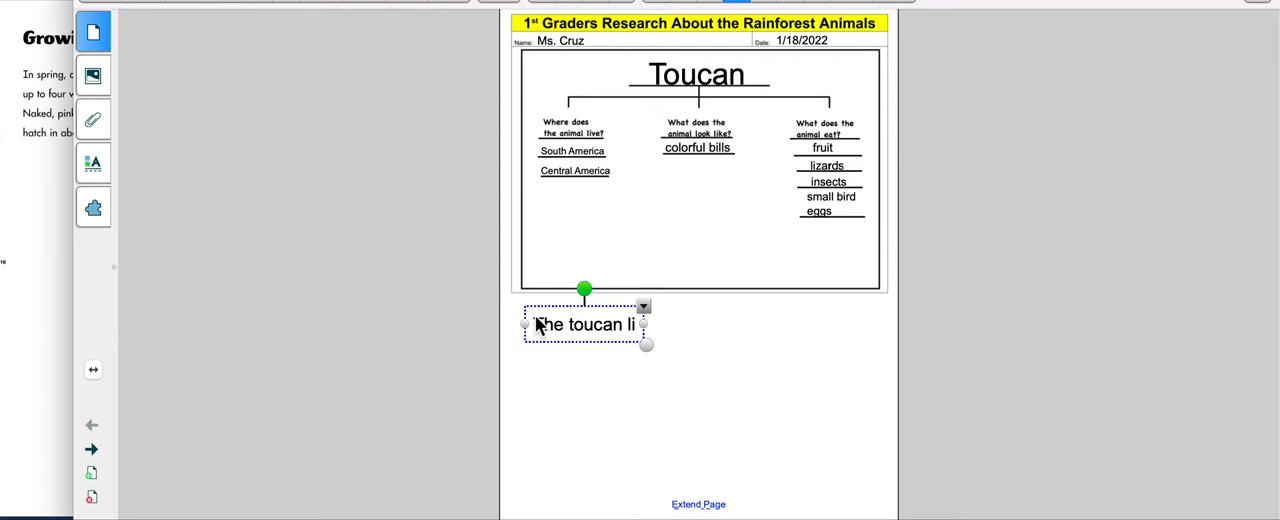 Growi
In spring, c
up to four v
Naked, pink
hatch in ab
1st Graders Research About the Rainforest Animals
Name: Ms. Cruz
Date: 1/18/2022
Toucan
Where does
the animal live?
South America
Central America
What does the
animal look like?
colorful bills
What does the
animal eat?
fruit
lizards
insects
small bird
eggs
The toucan li
Extend Page